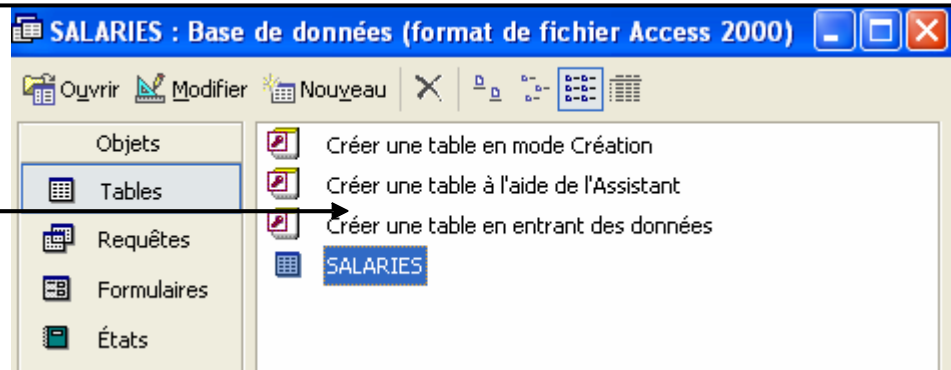 SALARIES : Base de données (format de fichier Access 2000)
Ouvrir Modifier Nouveau
Objets
Tables
Requêtes
Formulaires
États
Créer une table en mode Création
Créer une table à l'aide de l'Assistant
Créer une table en entrant des données
SALARIES